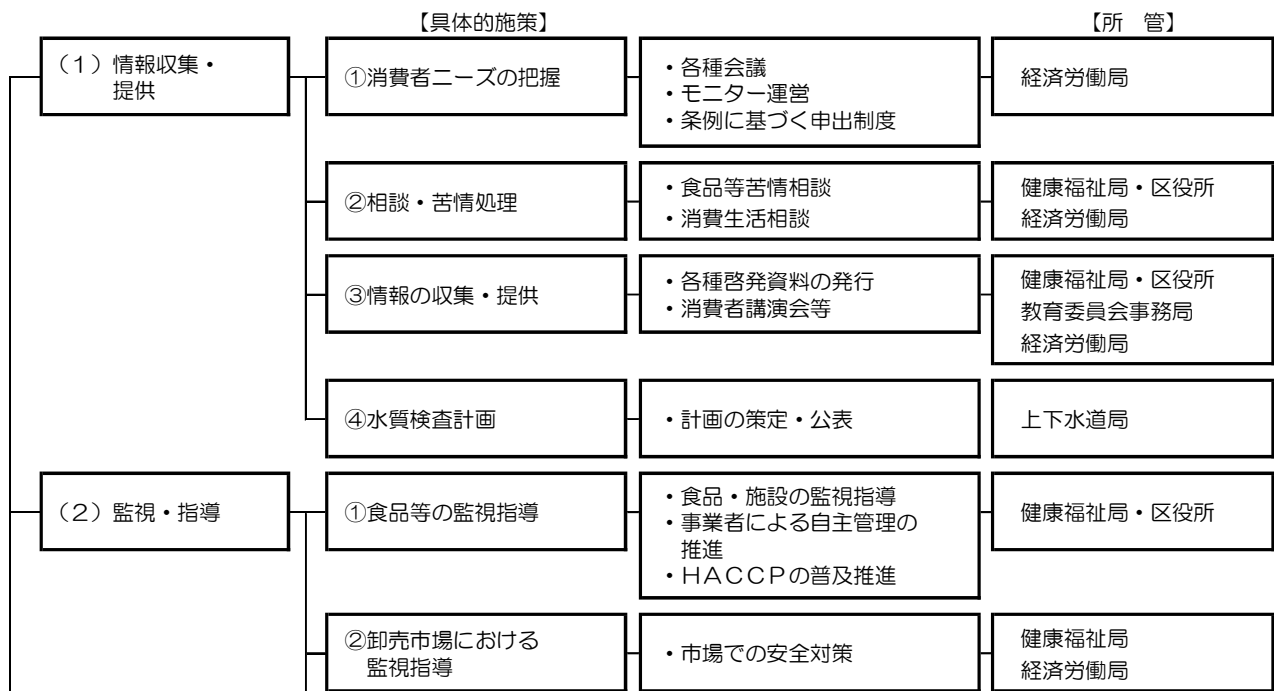 【具体的施策】
【所　管】
（１）情報収集・
提供
①消費者ニーズの把握
・各種会議
・モニター運営
・条例に基づく申出制度
経済労働局
②相談・苦情処理
・食品等苦情相談
・消費生活相談
健康福祉局・区役所
経済労働局
③情報の収集・提供
・各種啓発資料の発行
・消費者講演会等
健康福祉局・区役所
教育委員会事務局
経済労働局
④水質検査計画
・計画の策定・公表
上下水道局
（２）監視・指導
①食品等の監視指導
・食品・施設の監視指導
・事業者による自主管理の
推進
・ＨＡＣＣＰの普及推進
健康福祉局・区役所
②卸売市場における
監視指導
・市場での安全対策
健康福祉局
経済労働局